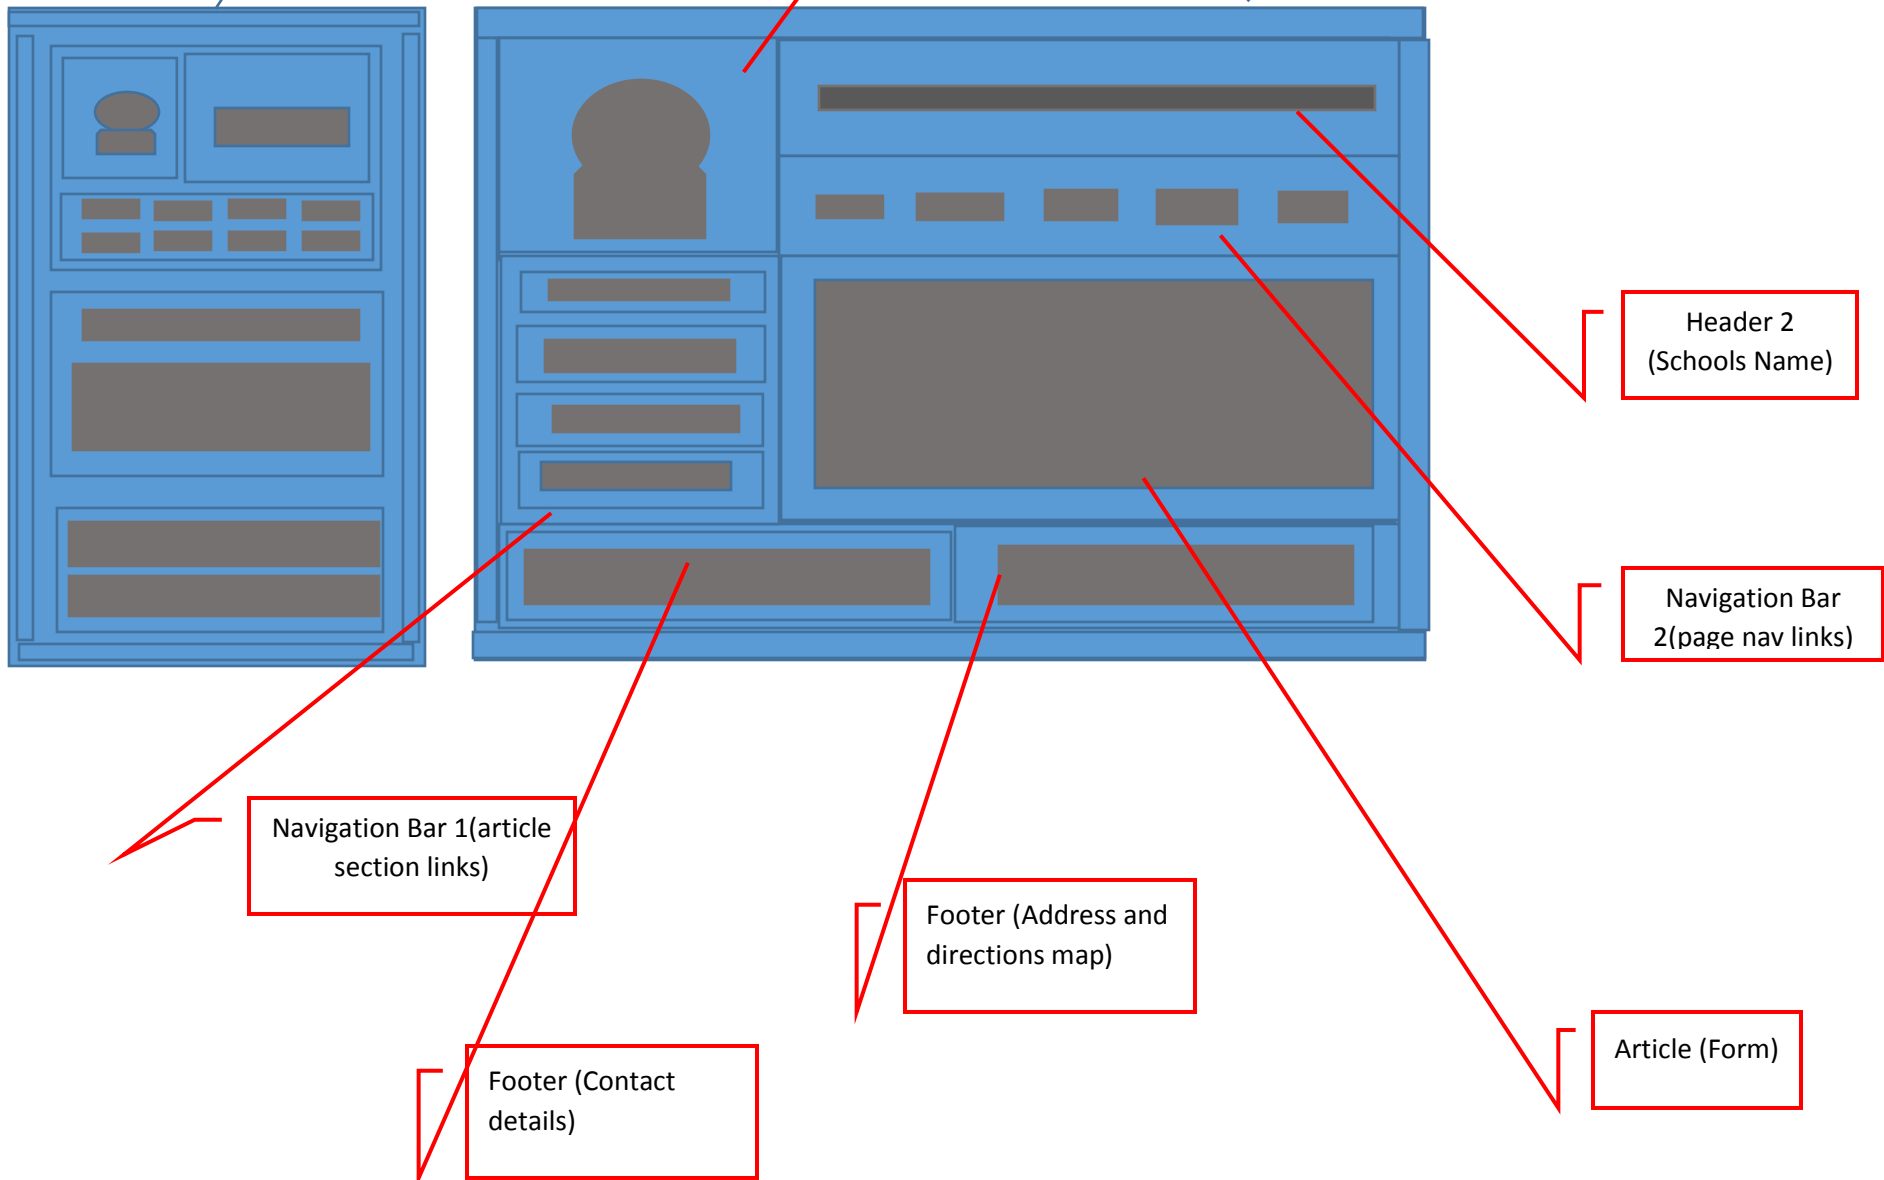 Header 2
(Schools Name)
Navigation Bar
2(page nav links)
Navigation Bar 1(article
section links)
Footer (Address and
directions map)
Article (Form)
Footer (Contact
details)